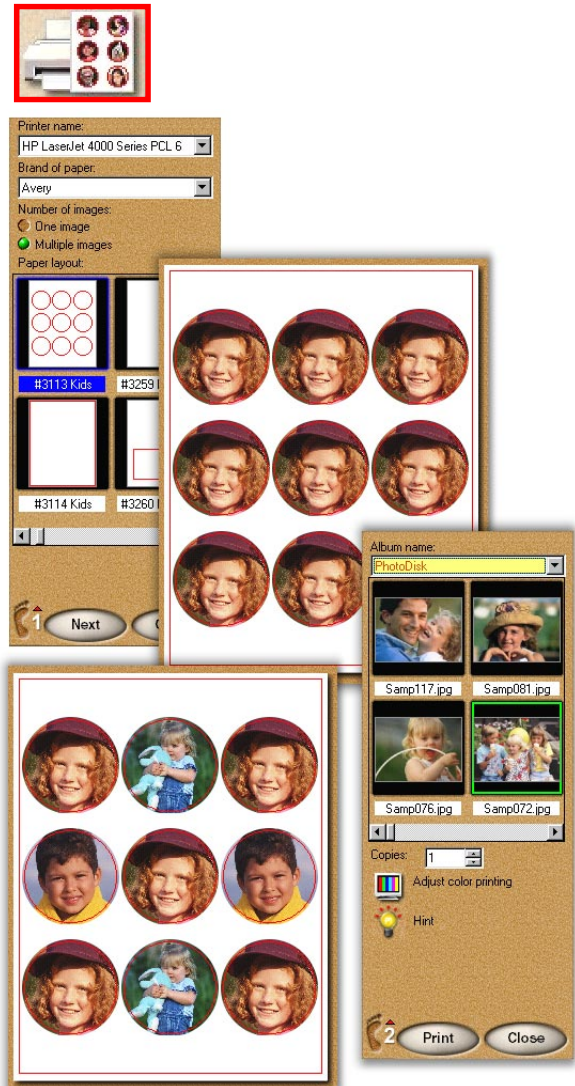 Printer name:
HP LaserJet 4000 Series PCL 6
Brand of paper:
Avery
Number of images:
One image
Multiple images
Paper layout:
#3113 Kids
#3259
#3114 Kids
#3260
1
Next
Album name:
PhotoDisk
Samp117.jpg
Samp081.jpg
Samp076.jpg
Samp072.jpg
Copies:
1
Adjust color printing
Hint
2
Print
Close